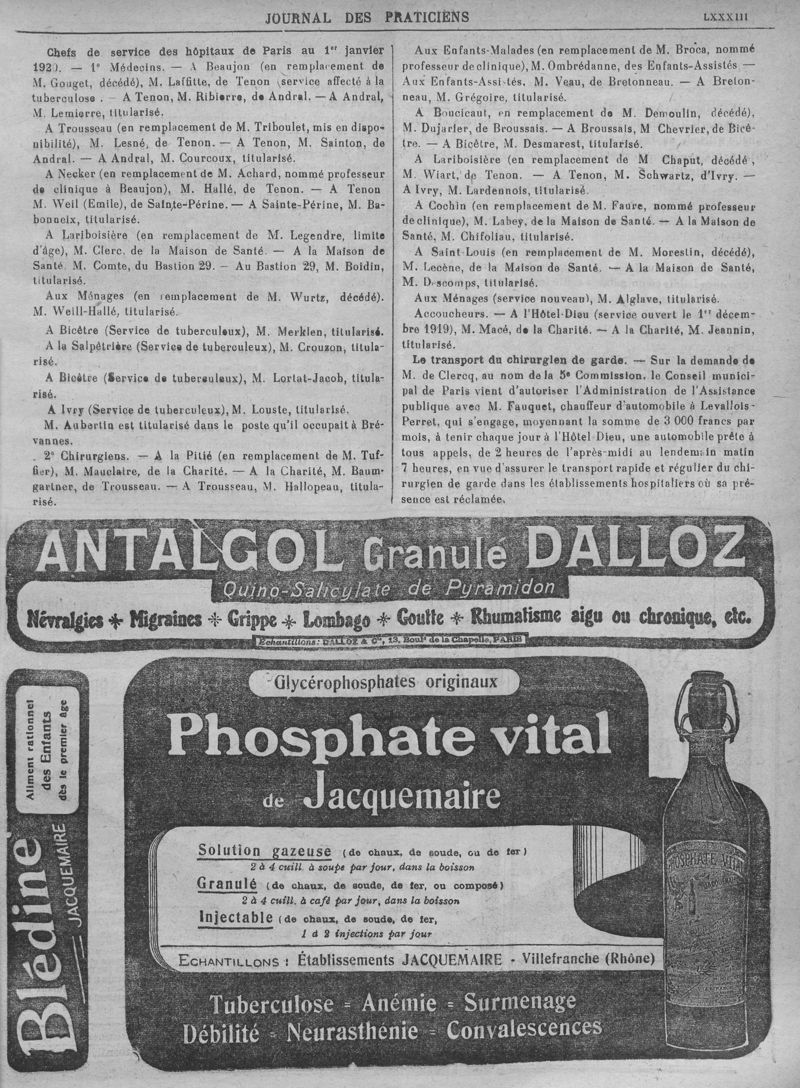 JOURNAL DES PRATICIENS
LXXXIII
Chefs de service des hôpitaux de Paris au 1er janvier
1920. — 1° Médecins. — A Beaujon (en remplacement de
M. Gouget, décédé), M. Laffitte, de Tenon (service affecté à la
tuberculose). — A Tenon, M. Ribierre, de Andral. — A Andral,
M. Lemierre, titularisé.
A Trousseau (en remplacement de M. Triboulet, mis en dispo-
nibilité), M. Lesné, de Tenon. — A Tenon, M. Sainton, de
Andral. — A Andral, M. Courcoux, titularisé.
A Necker (en remplacement de M. Achard, nommé professeur
de clinique à Beaujon), M. Hallé, de Tenon. — A Tenon
M. Weil (Emile), de Sainte-Périne. — A Sainte-Périne, M. Ba-
bonneix, titularisé.
A Lariboisière (en remplacement de M. Legendre, limite
d'âge), M. Clerc, de la Maison de Santé. — A la Maison de
Santé M. Comte, du Bastion 29. - Au Bastion 29, M. Boidin,
titularisé.
Aux Ménages (en remplacement de M. Wurtz, décédé).
M. Weill-Hallé, titularisé.
A Bicêtre (Service de tuberculeux), M. Merklen, titularisé.
A la Salpêtrière (Service de tuberculeux), M. Crouzon, titula-
risé.
A Bicêtre (Service de tuberculeux), M. Lortat-Jacob, titula-
risé.
A Ivry (Service de tuberculeux), M. Louste, titularisé.
M. Aubertin est titularisé dans le poste qu'il occupait à Bré-
vannes.
2° Chirurgiens. — A la Pitié (en remplacement de M. Tuf-
fier), M. Mauclaire, de la Charité. — A la Charité, M. Baum-
gartner, de Trousseau. — A Trousseau, M. Hallopeau, titula-
risé.
Aux Enfants-Malades (en remplacement de M. Broca, nommé
professeur de clinique), M. Ombrédanne, des Enfants-Assistés —
Aux Enfants-Assistés, M. Veau, de Bretonneau. — A Breton-
neau, M. Grégoire, titularisé.
A Boucicaut, en remplacement de M. Demoulin, décédé),
M. Dujarier, de Broussais. — A Broussais, M Chevrier, de Bicê-
tre. — A Bicêtre, M. Desmarest, titularisé.
A Lariboisière (en remplacement de M. Chaput, décédé,
M. Wiart, de Tenon. — A Tenon, M. Schwartz, d'Ivry. —
A Ivry, M. Lardennois, titularisé.
A Cochin (en remplacement de M. Faure, nommé professeur
de clinique), M. Labey, de la Maison de Santé. — A la Maison de
Santé, M. Chifoliau, titularisé.
A Saint-Louis (en remplacement de M. Morestin, décédé),
M. Lecène, de la Maison de Santé. — A la Maison de Santé,
M. Descomps, titularisé.
Aux Ménages (service nouveau), M. Alglave, titularisé.
Accoucheurs. — A l'Hôtel-Dieu (service ouvert le 1er décem-
bre 1919), M. Macé, de la Charité. — A la Charité, M. Jeannin,
titularisé.
Le transport du chirurgien de garde. — Sur la demande de
M. de Clercq, au nom de la 5e Commission, le Conseil munici-
pal de Paris vient d'autoriser l'Administration de l'Assistance
publique avec M. Fauquet, chauffeur d'automobile à Levallois-
Perret, qui s'engage, moyennant la somme de 3 000 francs par
mois, à tenir chaque jour à l'Hôtel Dieu, une automobile prête à
tous appels, de 2 heures de l'après-midi au lendemain matin
7 heures, en vue d'assurer le transport rapide et régulier du chi-
rurgien de garde dans les établissements hospitaliers où sa pré-
sence est réclamée.
ANTALGOL Granulé DALLOZ
Quino-Salicylate de Pyramidon
Névralgies * Migraines * Grippe * Lombago * Goutte * Rhumatisme aigu ou chronique, etc.
Echantillons: DALLOZ & Cie, 13, Boulᵈ de la Chapelle, PARIS
Aliment rationnel
des Enfants
dès le premier âge
Blédine
JACQUEMAIRE
Glycérophosphates originaux
Phosphate vital
de Jacquemaire
Solution gazeuse (de chaux, de soude, ou de fer)
2 à 4 cuill. à soupe par jour, dans la boisson
Granulé (de chaux, de soude, de fer, ou composé)
2 à 4 cuill. à café par jour, dans la boisson
Injectable (de chaux, de soude, de fer,
1 à 2 injections par jour
ECHANTILLONS : Établissements JACQUEMAIRE - Villefranche (Rhône)
Tuberculose = Anémie = Surmenage
Débilité = Neurasthénie = Convalescences
PHOSPHATE VITAL